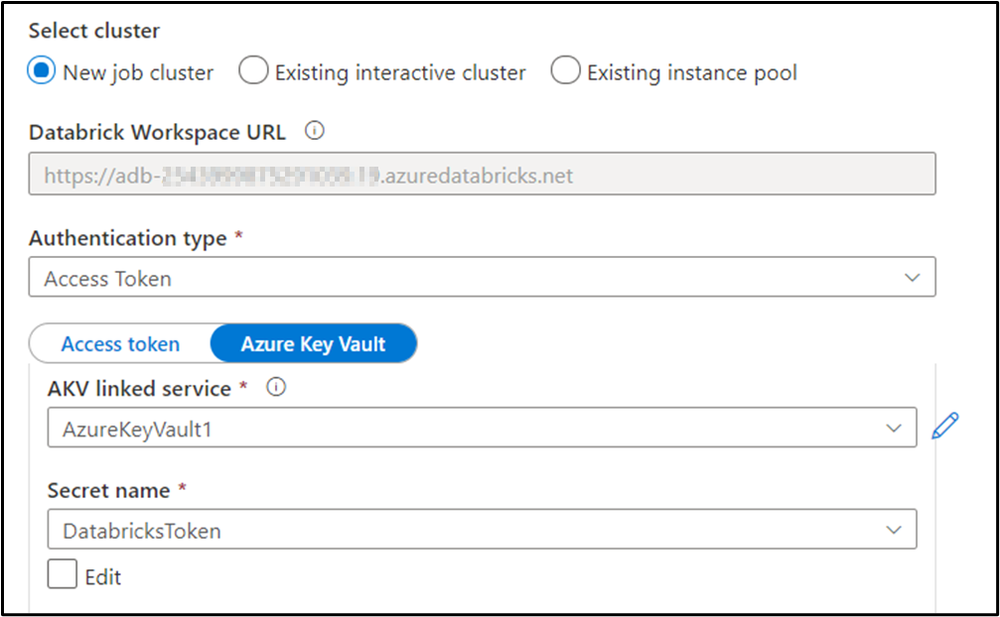 Select cluster
New job cluster Existing interactive cluster Existing instance pool
Databrick Workspace URL
https://adb- .azuredatabricks.net
Authentication type *
Access Token
Access token Azure Key Vault
AKV linked service *
AzureKeyVault1
Secret name *
DatabricksToken
Edit